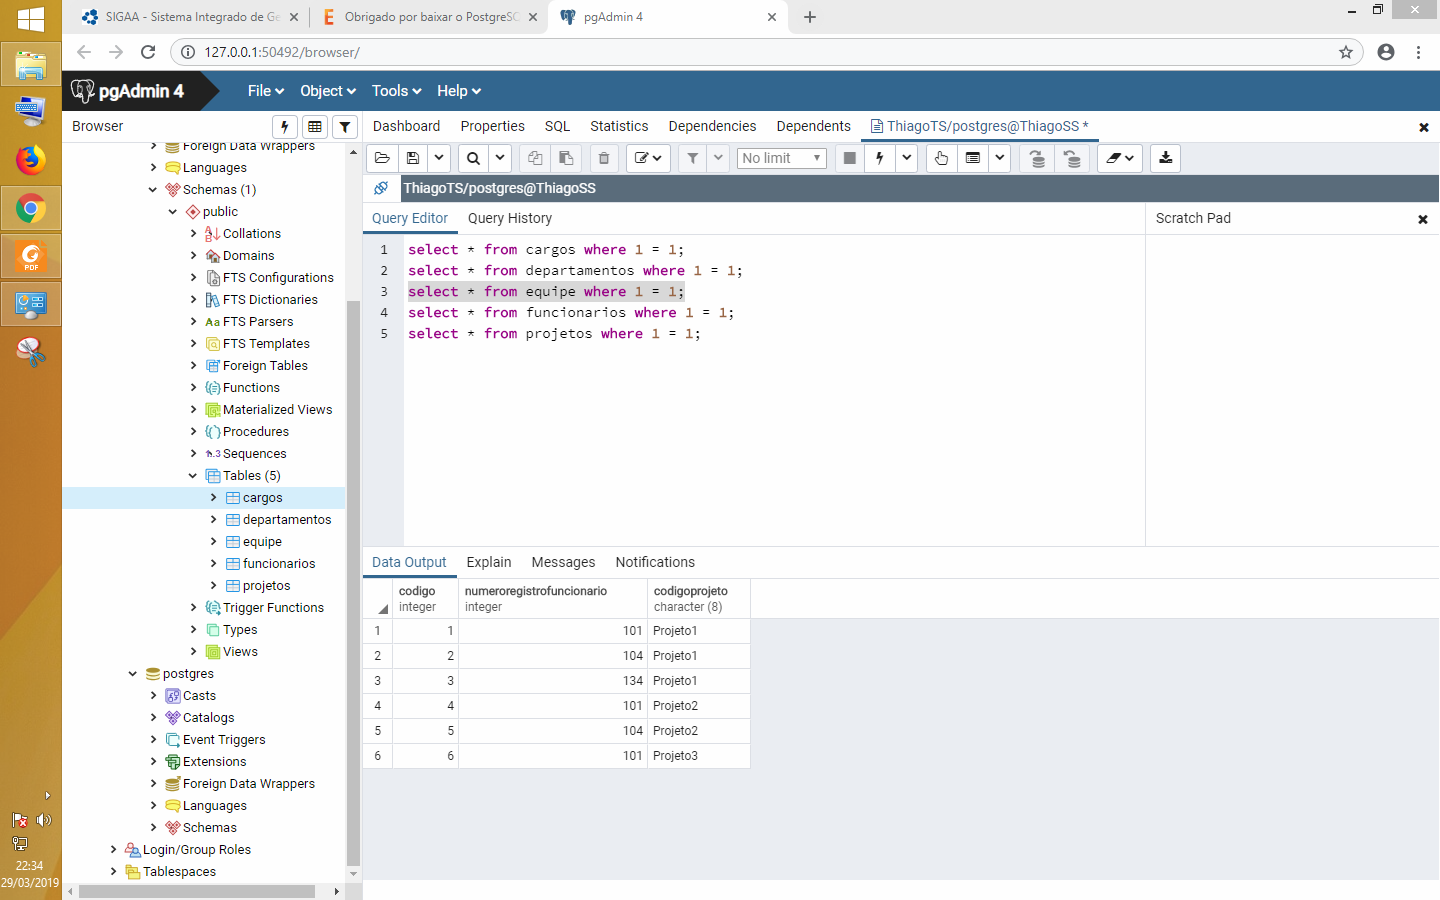 SIGAA - Sistema Integrado de Ge
Obrigado por baixar o PostgreSQ
pgAdmin 4
127.0.0.1:50492/browser/
pgAdmin 4
File
Object
Tools
Help
Browser
Dashboard
Properties
SQL
Statistics
Dependencies
Dependents
ThiagoTS/postgres@ThiagoSS *
No limit
ThiagoTS/postgres@ThiagoSS
Query Editor
Query History
Scratch Pad
1 select * from cargos where 1 = 1;
2 select * from departamentos where 1 = 1;
3 select * from equipe where 1 = 1;
4 select * from funcionarios where 1 = 1;
5 select * from projetos where 1 = 1;
Foreign Data Wrappers
Languages
Schemas (1)
public
Collations
Domains
FTS Configurations
FTS Dictionaries
FTS Parsers
FTS Templates
Foreign Tables
Functions
Materialized Views
Procedures
Sequences
Tables (5)
cargos
departamentos
equipe
funcionarios
projetos
Trigger Functions
Types
Views
postgres
Casts
Catalogs
Event Triggers
Extensions
Foreign Data Wrappers
Languages
Schemas
Login/Group Roles
Tablespaces
Data Output
Explain
Messages
Notifications
codigo numeroregistrofuncionario codigoprojeto
integer integer character (8)
1 1 101 Projeto1
2 2 104 Projeto1
3 3 134 Projeto1
4 4 101 Projeto2
5 5 104 Projeto2
6 6 101 Projeto3
PDF
22:34
29/03/2019